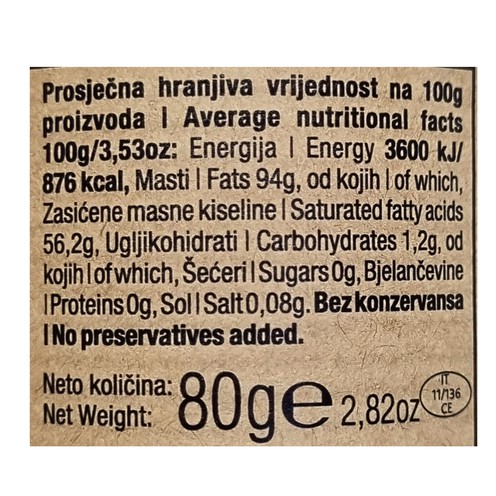 Prosječna hranjiva vrijednost na 100g
proizvoda | Average nutritional facts
100g/3,53oz: Energija | Energy 3600 kJ/
876 kcal, Masti | Fats 94g, od kojih | of which,
Zasićene masne kiseline | Saturated fatty acids
56,2g, Ugljikohidrati | Carbohydrates 1,2g, od
kojih | of which, Šećeri | Sugars 0g, Bjelančevine
| Proteins 0g, Sol | Salt 0,08g. Bez konzervansa
| No preservatives added.
Neto količina:
Net Weight:
80g e 2,82oz
IT
11/136
CE